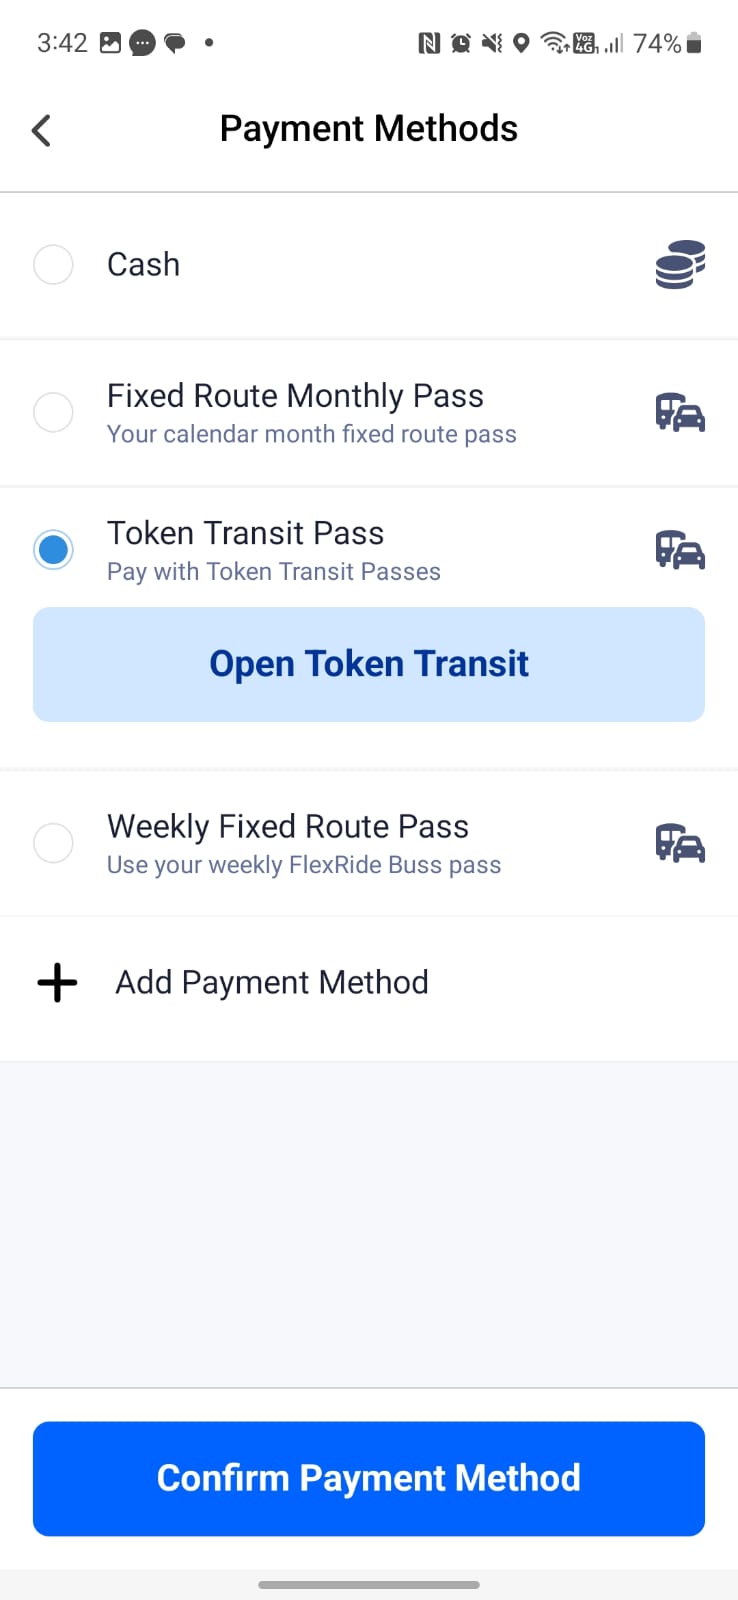 3:42
Voz
4G
74%
Payment Methods
Cash
Fixed Route Monthly Pass
Your calendar month fixed route pass
Token Transit Pass
Pay with Token Transit Passes
Open Token Transit
Weekly Fixed Route Pass
Use your weekly FlexRide Buss pass
Add Payment Method
Confirm Payment Method